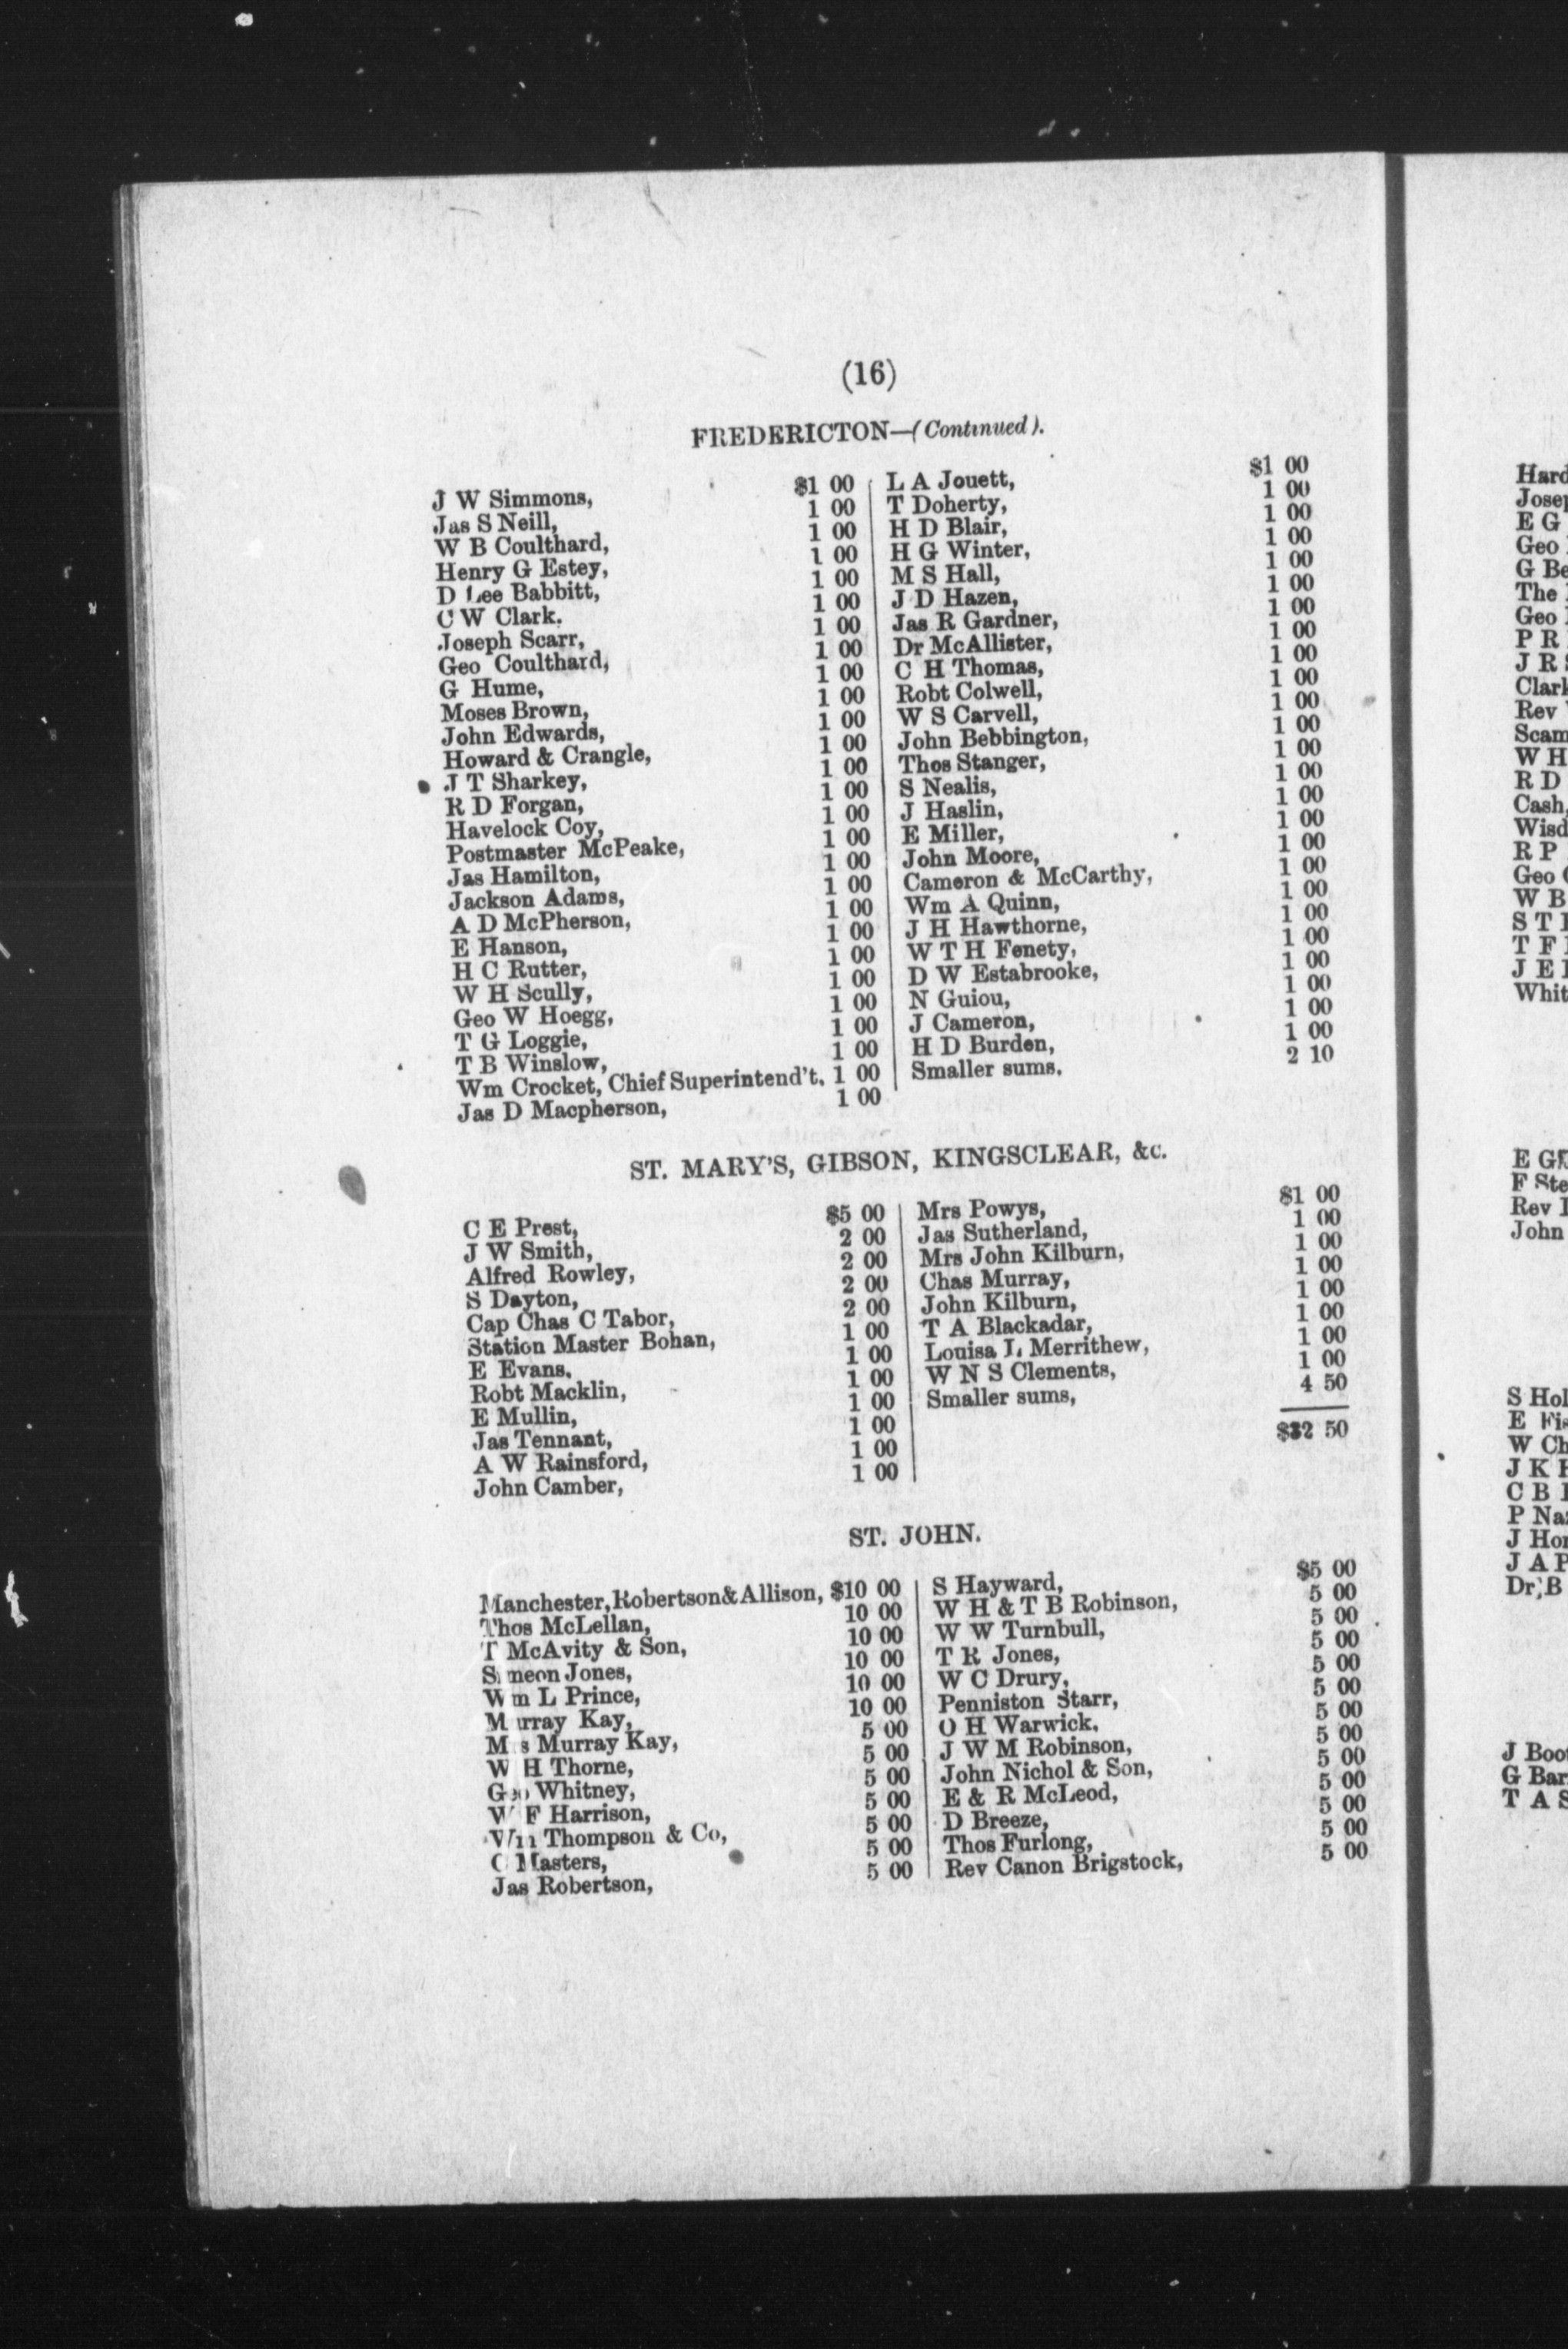 (16)
FREDERICTON—(Continued).
J W Simmons, $1 00
Jas S Neill, 1 00
W B Coulthard, 1 00
Henry G Estey, 1 00
D Lee Babbitt, 1 00
C W Clark. 1 00
Joseph Scarr, 1 00
Geo Coulthard, 1 00
G Hume, 1 00
Moses Brown, 1 00
John Edwards, 1 00
Howard & Crangle, 1 00
J T Sharkey, 1 00
R D Forgan, 1 00
Havelock Coy, 1 00
Postmaster McPeake, 1 00
Jas Hamilton, 1 00
Jackson Adams, 1 00
A D McPherson, 1 00
E Hanson, 1 00
H C Rutter, 1 00
W H Scully, 1 00
Geo W Hoegg, 1 00
T G Loggie, 1 00
T B Winslow, 1 00
Wm Crocket, Chief Superintend't, 1 00
Jas D Macpherson, 1 00
L A Jouett, $1 00
T Doherty, 1 00
H D Blair, 1 00
H G Winter, 1 00
M S Hall, 1 00
J D Hazen, 1 00
Jas R Gardner, 1 00
Dr McAllister, 1 00
C H Thomas, 1 00
Robt Colwell, 1 00
W S Carvell, 1 00
John Bebbington, 1 00
Thos Stanger, 1 00
S Nealis, 1 00
J Haslin, 1 00
E Miller, 1 00
John Moore, 1 00
Cameron & McCarthy, 1 00
Wm A Quinn, 1 00
J H Hawthorne, 1 00
W T H Fenety, 1 00
D W Estabrooke, 1 00
N Guiou, 1 00
J Cameron, 1 00
H D Burden, 1 00
Smaller sums. 2 10
ST. MARY'S, GIBSON, KINGSCLEAR, &c.
C E Prest, $5 00
J W Smith, 2 00
Alfred Rowley, 2 00
S Dayton, 2 00
Cap Chas C Tabor, 2 00
Station Master Bohan, 1 00
E Evans. 1 00
Robt Macklin, 1 00
E Mullin, 1 00
Jas Tennant, 1 00
A W Rainsford, 1 00
John Camber, 1 00
Mrs Powys, $1 00
Jas Sutherland, 1 00
Mrs John Kilburn, 1 00
Chas Murray, 1 00
John Kilburn, 1 00
T A Blackadar, 1 00
Louisa L Merrithew, 1 00
W N S Clements, 1 00
Smaller sums, 4 50
$32 50
ST. JOHN.
Manchester, Robertson & Allison, $10 00
Thos McLellan, 10 00
T McAvity & Son, 10 00
Simeon Jones, 10 00
Wm L Prince, 10 00
Murray Kay, 10 00
Mrs Murray Kay, 5 00
W H Thorne, 5 00
Geo Whitney, 5 00
W F Harrison, 5 00
Wm Thompson & Co, 5 00
C Masters, 5 00
Jas Robertson, 5 00
S Hayward, $5 00
W H & T B Robinson, 5 00
W W Turnbull, 5 00
T R Jones, 5 00
W C Drury, 5 00
Penniston Starr, 5 00
O H Warwick. 5 00
J W M Robinson, 5 00
John Nichol & Son, 5 00
E & R McLeod, 5 00
D Breeze, 5 00
Thos Furlong, 5 00
Rev Canon Brigstock, 5 00
E G
Geo
The
Geo
P R
Rev
W H
R D
Cash,
R P
Geo
W B
Rev
John
J K
C B